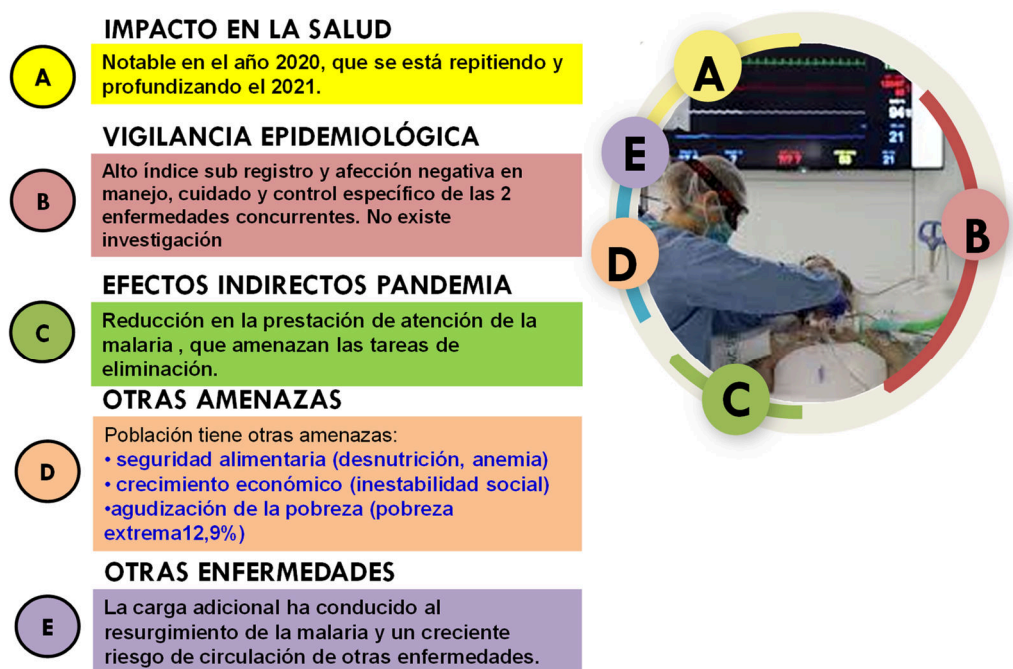 IMPACTO EN LA SALUD
A
Notable en el año 2020, que se está repitiendo y
profundizando el 2021.
VIGILANCIA EPIDEMIOLÓGICA
B
Alto índice sub registro y afección negativa en
manejo, cuidado y control específico de las 2
enfermedades concurrentes. No existe
investigación
EFECTOS INDIRECTOS PANDEMIA
C
Reducción en la prestación de atención de la
malaria , que amenazan las tareas de
eliminación.
OTRAS AMENAZAS
D
Población tiene otras amenazas:
• seguridad alimentaria (desnutrición, anemia)
• crecimiento económico (inestabilidad social)
•agudización de la pobreza (pobreza
extrema12,9%)
OTRAS ENFERMEDADES
E
La carga adicional ha conducido al
resurgimiento de la malaria y un creciente
riesgo de circulación de otras enfermedades.
A
E
B
D
C
94
21
21